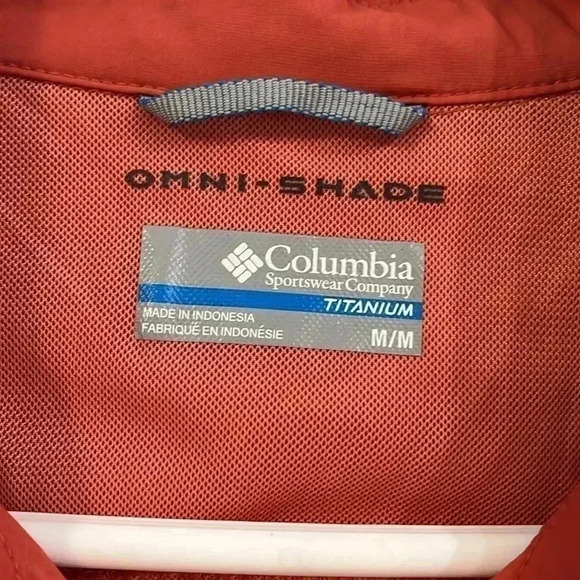 OMNI-SHADE
Columbia
Sportswear Company
TITANIUM
MADE IN INDONESIA
FABRIQUÉ EN INDONÉSIE
M/M